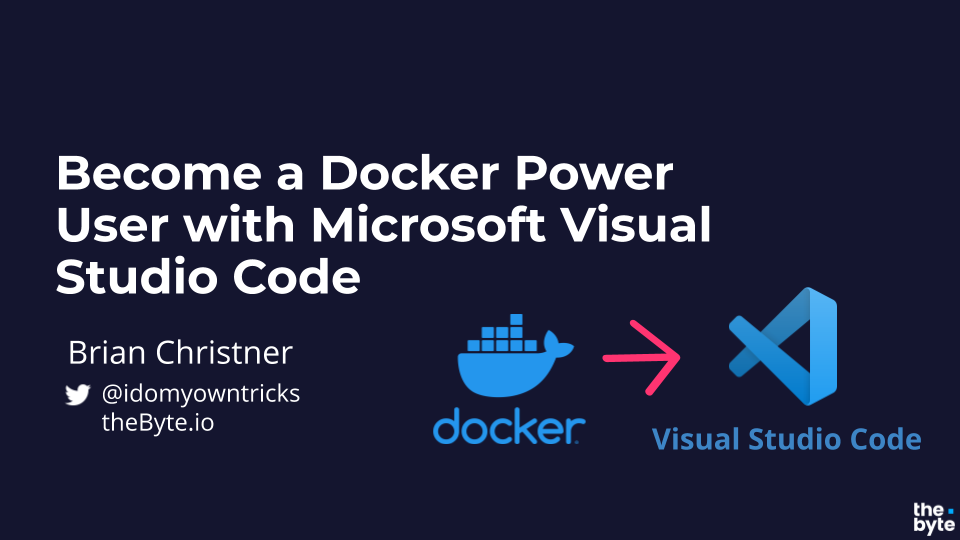 Become a Docker Power
User with Microsoft Visual
Studio Code
Brian Christner
@idomyowntricks
theByte.io
docker
Visual Studio Code
the
byte